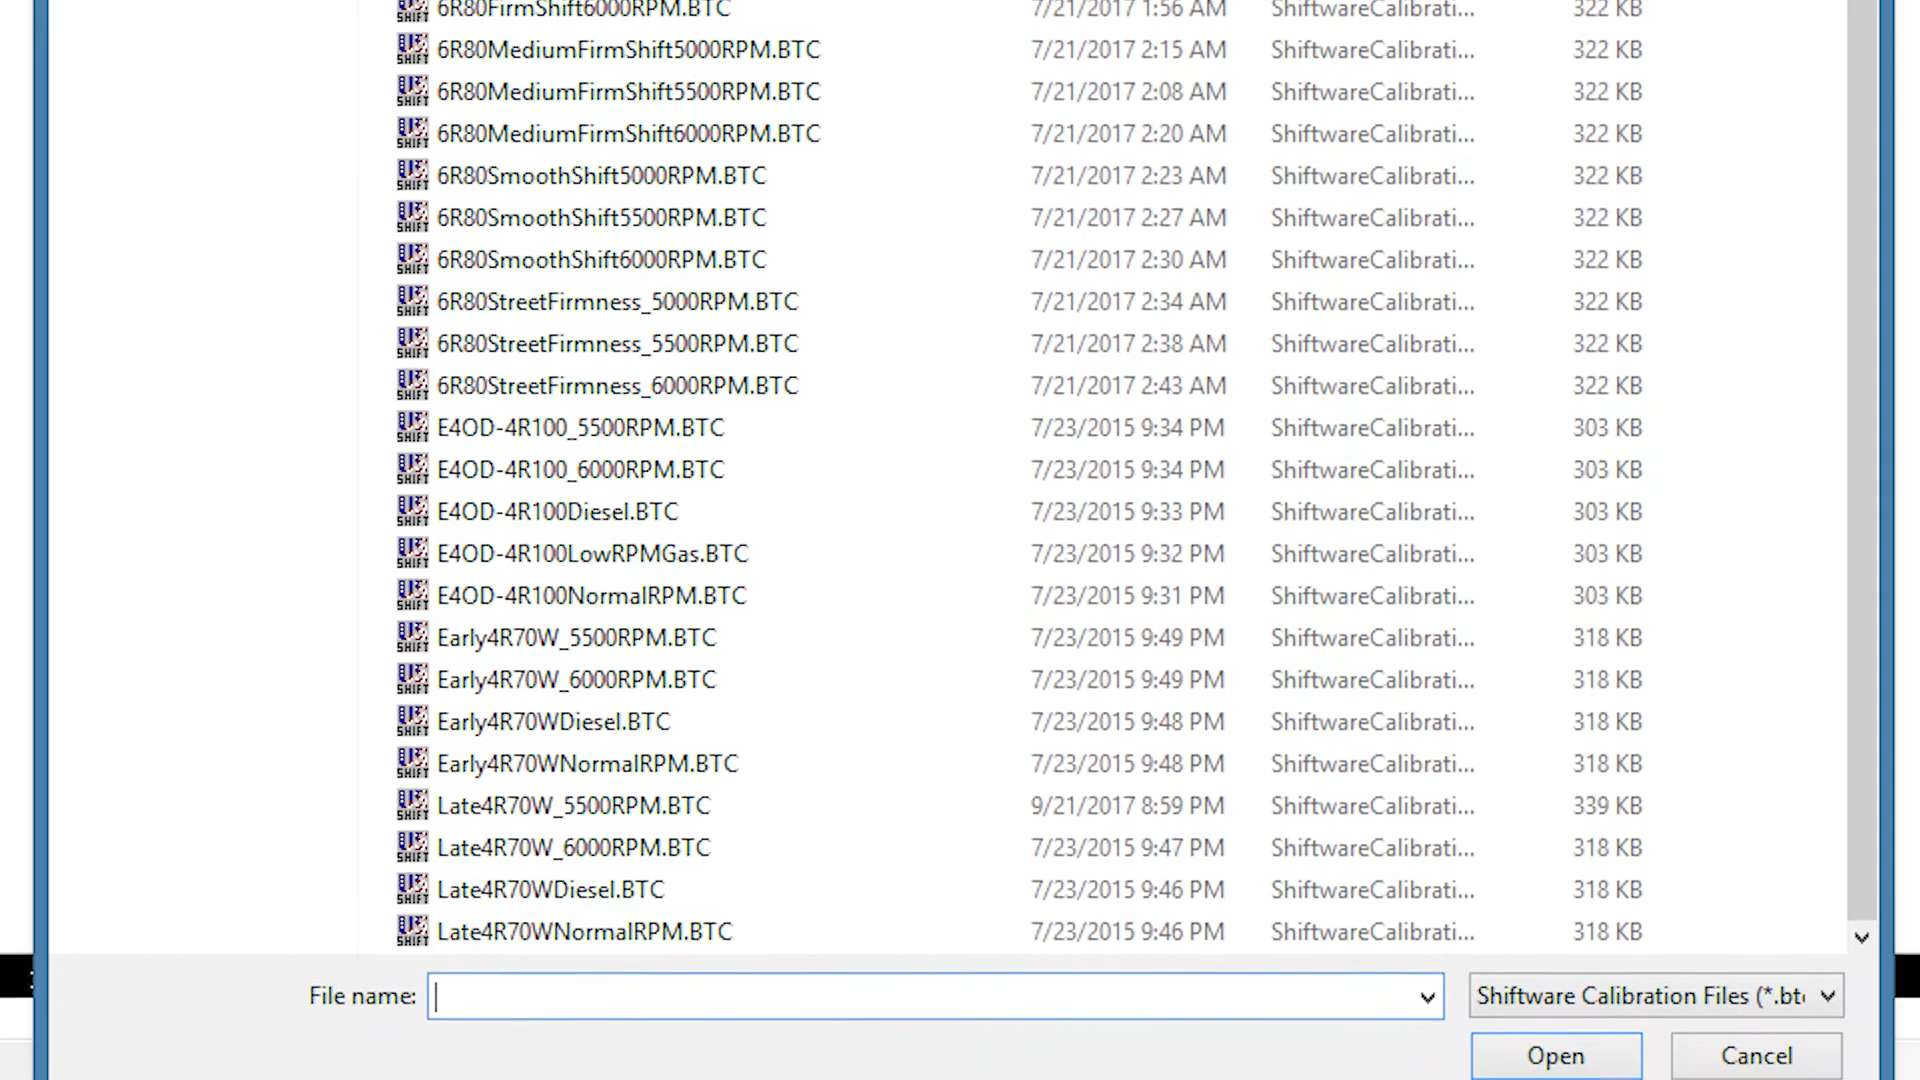 6R80FirmShift6000RPM.BTC 7/21/2017 1:56 AM ShiftwareCalibrati... 322 KB
6R80MediumFirmShift5000RPM.BTC 7/21/2017 2:15 AM ShiftwareCalibrati... 322 KB
6R80MediumFirmShift5500RPM.BTC 7/21/2017 2:08 AM ShiftwareCalibrati... 322 KB
6R80MediumFirmShift6000RPM.BTC 7/21/2017 2:20 AM ShiftwareCalibrati... 322 KB
6R80SmoothShift5000RPM.BTC 7/21/2017 2:23 AM ShiftwareCalibrati... 322 KB
6R80SmoothShift5500RPM.BTC 7/21/2017 2:27 AM ShiftwareCalibrati... 322 KB
6R80SmoothShift6000RPM.BTC 7/21/2017 2:30 AM ShiftwareCalibrati... 322 KB
6R80StreetFirmness_5000RPM.BTC 7/21/2017 2:34 AM ShiftwareCalibrati... 322 KB
6R80StreetFirmness_5500RPM.BTC 7/21/2017 2:38 AM ShiftwareCalibrati... 322 KB
6R80StreetFirmness_6000RPM.BTC 7/21/2017 2:43 AM ShiftwareCalibrati... 322 KB
E4OD-4R100_5500RPM.BTC 7/23/2015 9:34 PM ShiftwareCalibrati... 303 KB
E4OD-4R100_6000RPM.BTC 7/23/2015 9:34 PM ShiftwareCalibrati... 303 KB
E4OD-4R100Diesel.BTC 7/23/2015 9:33 PM ShiftwareCalibrati... 303 KB
E4OD-4R100LowRPMGas.BTC 7/23/2015 9:32 PM ShiftwareCalibrati... 303 KB
E4OD-4R100NormalRPM.BTC 7/23/2015 9:31 PM ShiftwareCalibrati... 303 KB
Early4R70W_5500RPM.BTC 7/23/2015 9:49 PM ShiftwareCalibrati... 318 KB
Early4R70W_6000RPM.BTC 7/23/2015 9:49 PM ShiftwareCalibrati... 318 KB
Early4R70WDiesel.BTC 7/23/2015 9:48 PM ShiftwareCalibrati... 318 KB
Early4R70WNormalRPM.BTC 7/23/2015 9:48 PM ShiftwareCalibrati... 318 KB
Late4R70W_5500RPM.BTC 9/21/2017 8:59 PM ShiftwareCalibrati... 339 KB
Late4R70W_6000RPM.BTC 7/23/2015 9:47 PM ShiftwareCalibrati... 318 KB
Late4R70WDiesel.BTC 7/23/2015 9:46 PM ShiftwareCalibrati... 318 KB
Late4R70WNormalRPM.BTC 7/23/2015 9:46 PM ShiftwareCalibrati... 318 KB
File name: Shiftware Calibration Files (*.bt
Open Cancel